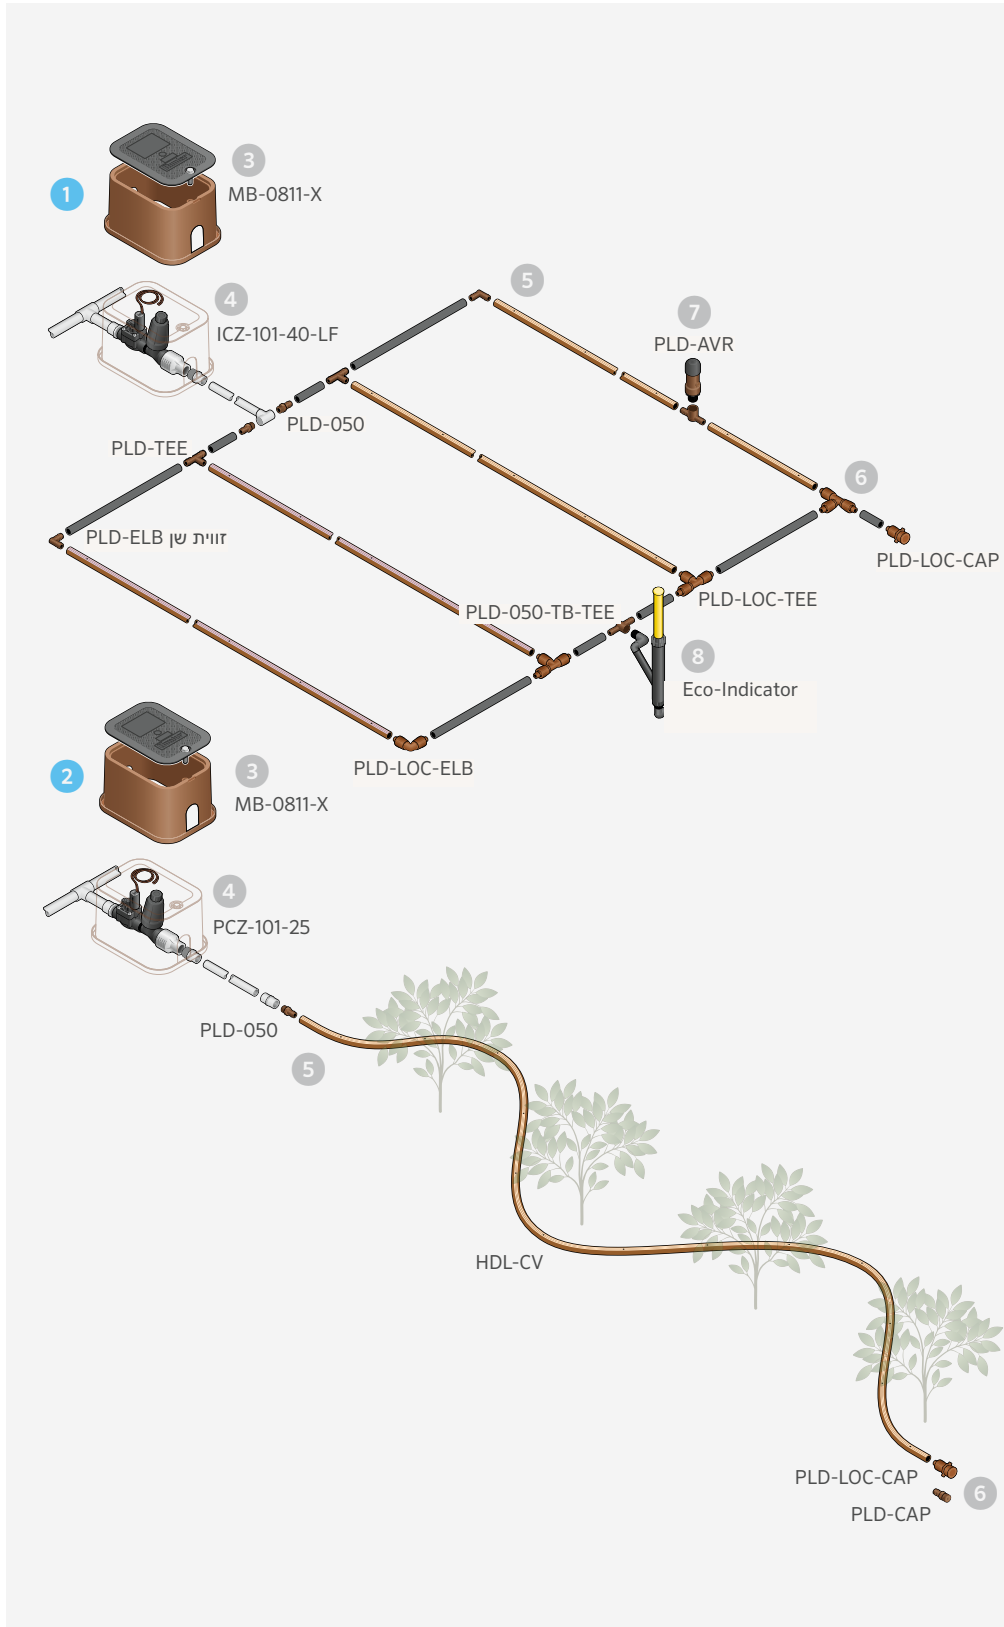 3
1
MB-0811-X
5
4
7
ICZ-101-40-LF
PLD-AVR
PLD-050
PLD-TEE
6
PLD-ELB זווית שן
PLD-LOC-CAP
PLD-LOC-TEE
PLD-050-TB-TEE
8
Eco-Indicator
PLD-LOC-ELB
2
3
MB-0811-X
4
PCZ-101-25
PLD-050
5
HDL-CV
PLD-LOC-CAP
6
PLD-CAP